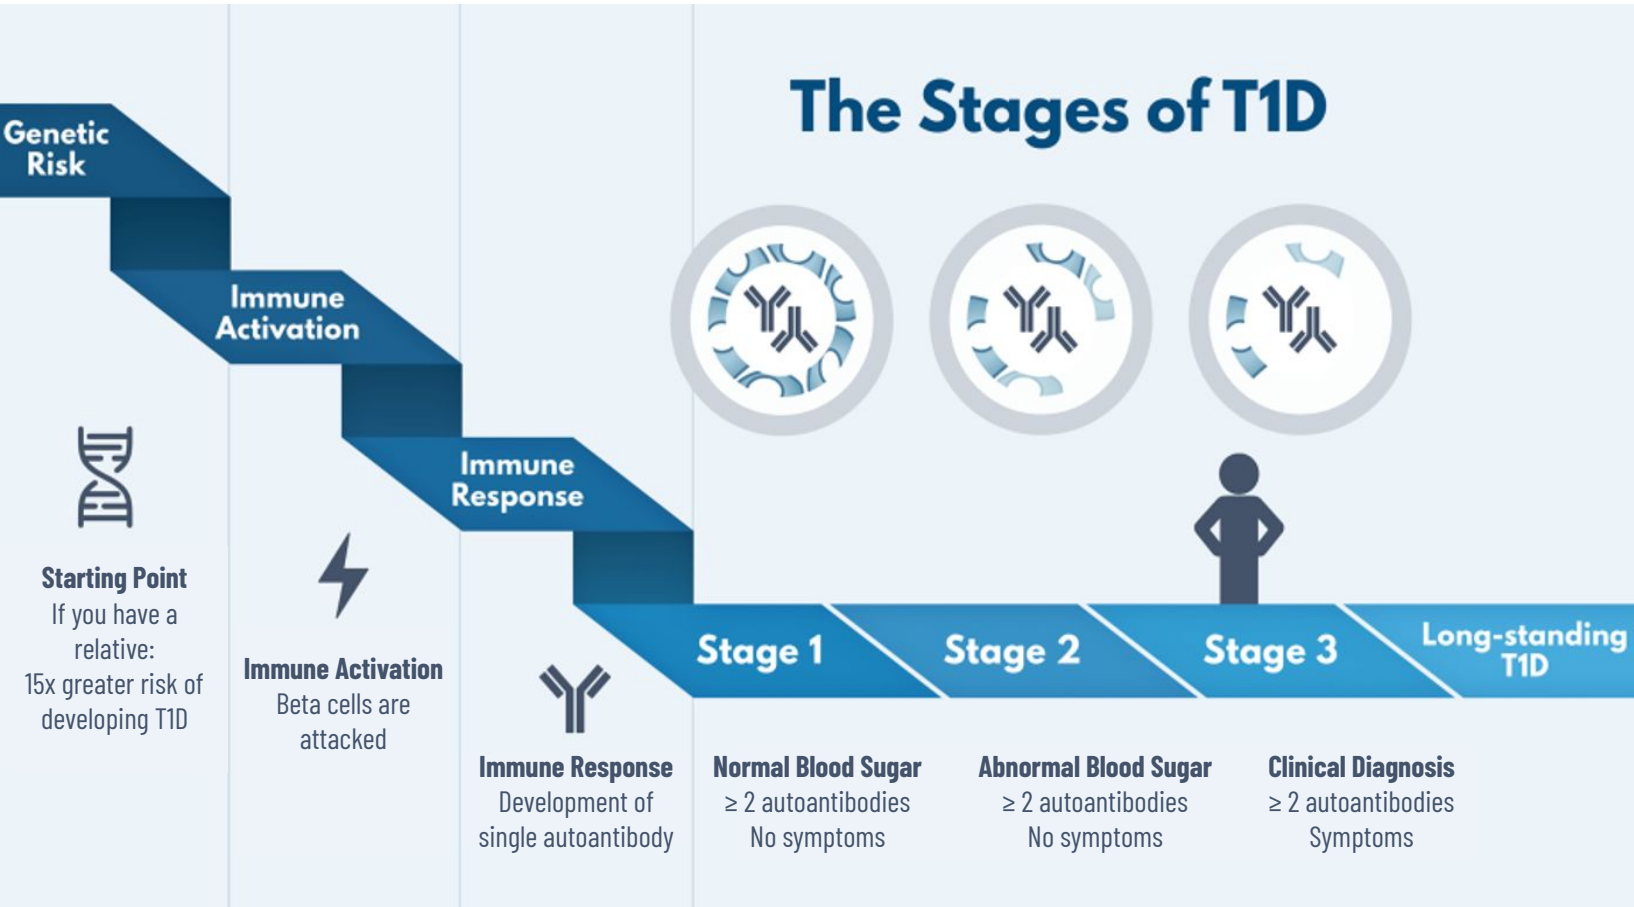 The Stages of T1D
Genetic
Risk
Immune
Activation
Immune
Response
Stage 1
Stage 2
Stage 3
Long-standing
T1D
Starting Point
If you have a
relative:
15x greater risk of
developing T1D
Immune Activation
Beta cells are
attacked
Immune Response
Development of
single autoantibody
Normal Blood Sugar
≥ 2 autoantibodies
No symptoms
Abnormal Blood Sugar
≥ 2 autoantibodies
No symptoms
Clinical Diagnosis
≥ 2 autoantibodies
Symptoms